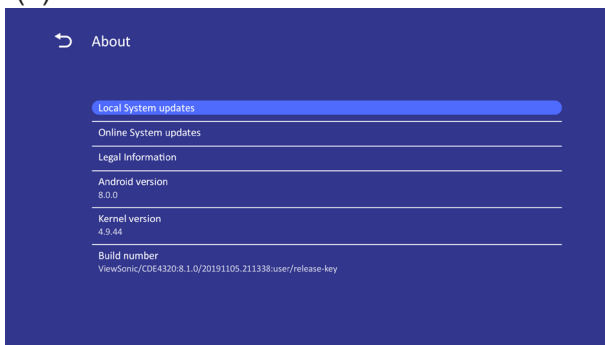 About
Local System updates
Online System updates
Legal Information
Android version
8.0.0
Kernel version
4.9.44
Build number
ViewSonic/CDE4320:8.1.0/20191105.211338:user/release-key